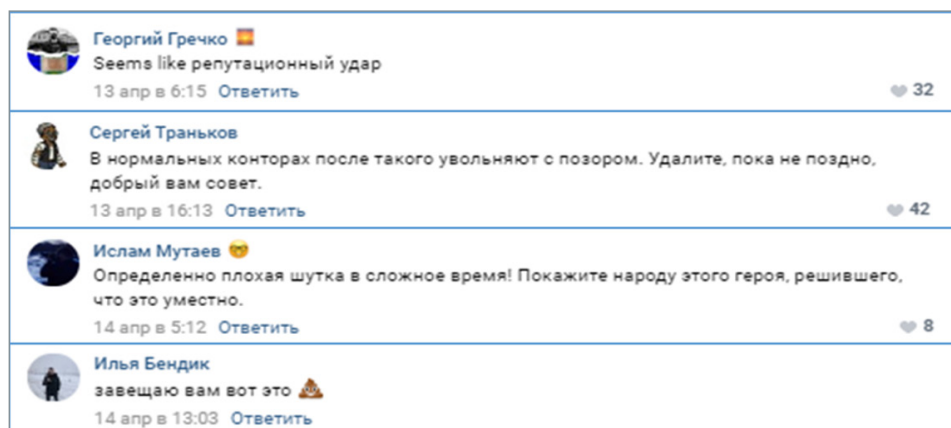 Георгий Гречко
Seems like репутационный удар
13 апр в 6:15 Ответить 32
Сергей Траньков
В нормальных конторах после такого увольняют с позором. Удалите, пока не поздно,
добрый вам совет.
13 апр в 16:13 Ответить 42
Ислам Мутаев
Определенно плохая шутка в сложное время! Покажите народу этого героя, решившего,
что это уместно.
14 апр в 5:12 Ответить 8
Илья Бендик
завещаю вам вот это 💩
14 апр в 13:03 Ответить